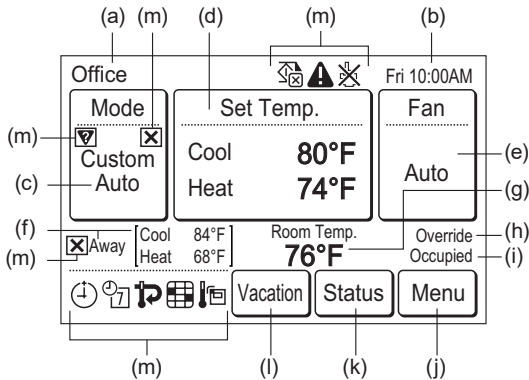 (a) (m) (d) (m) (b)
Office Fri 10:00AM
Mode Set Temp. Fan
(m) ? Cool 80°F
Custom (e)
(c) Auto Heat 74°F Auto (g)
(f) Cool 84°F Room Temp. Override (h)
(m) Away Heat 68°F 76°F Occupied (i)
7 Vacation Status Menu
(m) (l) (k) (j)